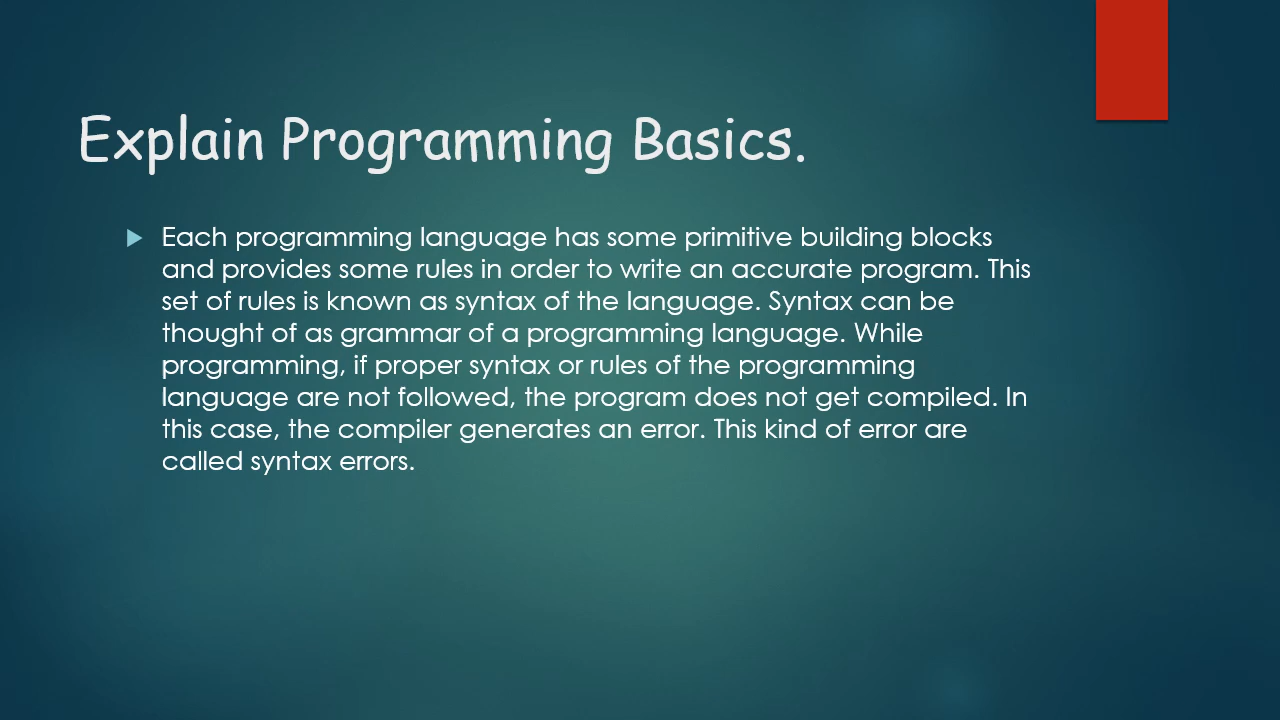 Explain Programming Basics.
Each programming language has some primitive building blocks
and provides some rules in order to write an accurate program. This
set of rules is known as syntax of the language. Syntax can be
thought of as grammar of a programming language. While
programming, if proper syntax or rules of the programming
language are not followed, the program does not get compiled. In
this case, the compiler generates an error. This kind of error are
called syntax errors.